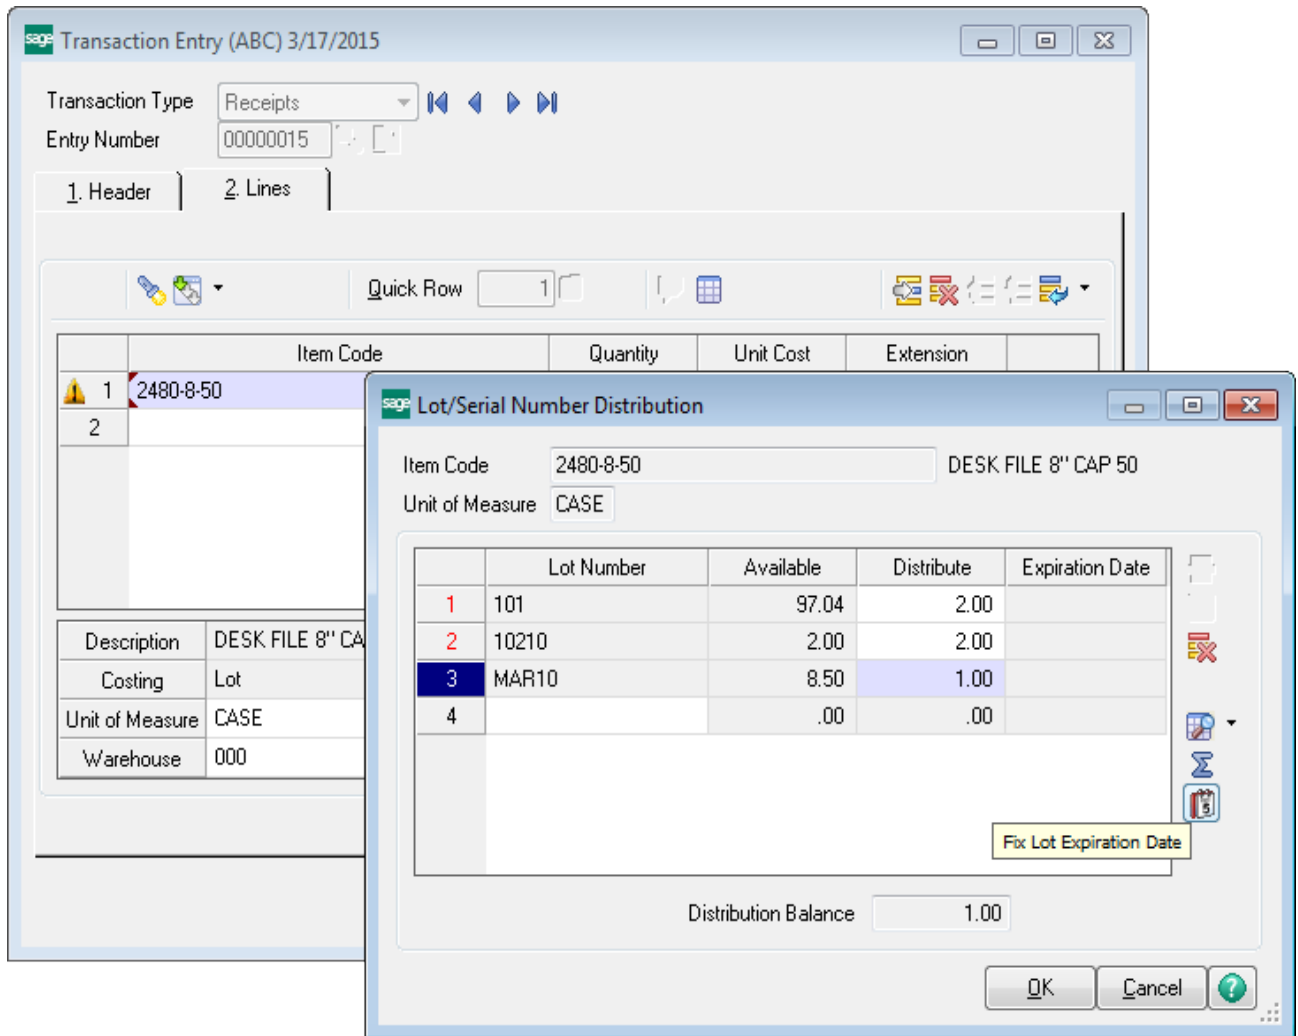 sage Transaction Entry (ABC) 3/17/2015
Transaction Type Receipts
Entry Number 00000015
1. Header 2. Lines
Quick Row 1
Item Code Quantity Unit Cost Extension
1 2480-8-50
2
Description DESK FILE 8" CA
Costing Lot
Unit of Measure CASE
Warehouse 000
sage Lot/Serial Number Distribution
Item Code 2480-8-50 DESK FILE 8" CAP 50
Unit of Measure CASE
Lot Number Available Distribute Expiration Date
1 101 97.04 2.00
2 10210 2.00 2.00
3 MAR10 8.50 1.00
4 .00 .00
5
Fix Lot Expiration Date
Distribution Balance 1.00
OK Cancel ?